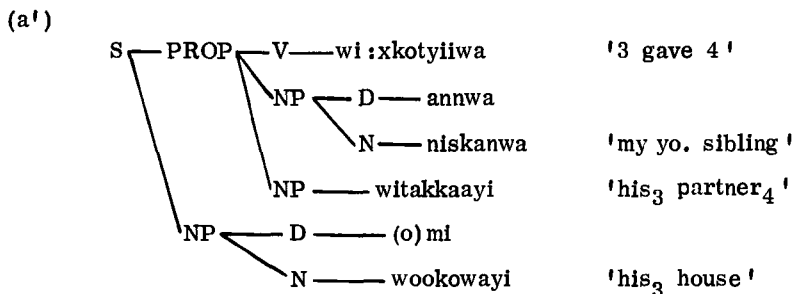 (a')
S PROP V wi:xkotyiiwa '3 gave 4'
NP D annwa
N niskanwa 'my yo. sibling'
NP witakkaayi 'his3 partner4'
NP D (o)mi
N wookowayi 'his3 house'